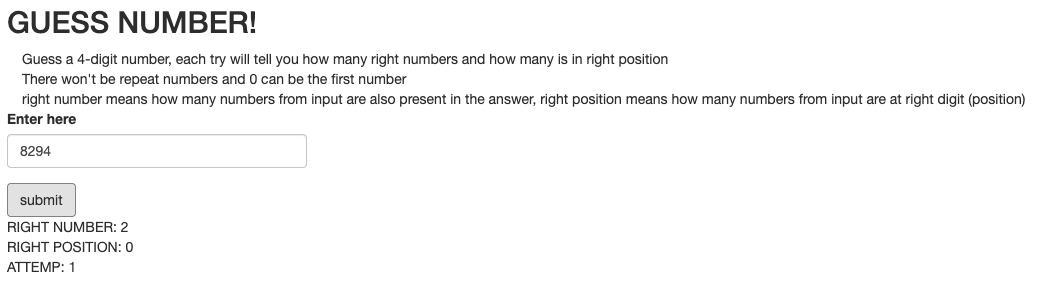 GUESS NUMBER!
Guess a 4-digit number, each try will tell you how many right numbers and how many is in right position
There won't be repeat numbers and 0 can be the first number
right number means how many numbers from input are also present in the answer, right position means how many numbers from input are at right digit (position)
Enter here
8294
submit
RIGHT NUMBER: 2
RIGHT POSITION: 0
ATTEMP: 1